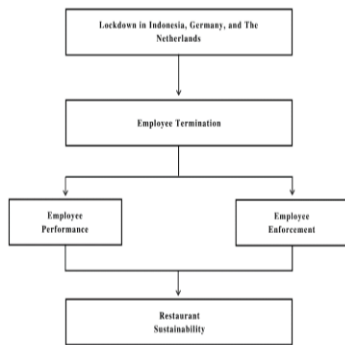 Lockdown in Indonesia, Germany, and The
Netherlands
Employee Termination
Employee
Performance
Employee
Enforcement
Restaurant
Sustainability